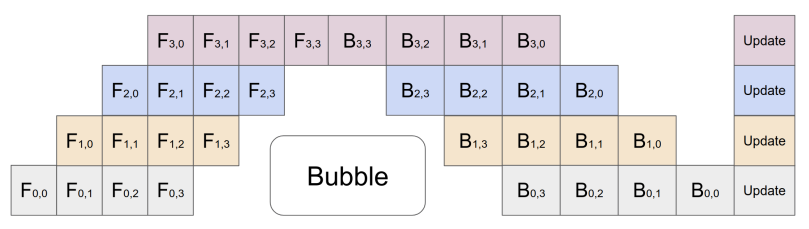 F3,0 F3,1 F3,2 F3,3 B3,3 B3,2 B3,1 B3,0 Update
F2,0 F2,1 F2,2 F2,3 B2,3 B2,2 B2,1 B2,0 Update
F1,0 F1,1 F1,2 F1,3 B1,3 B1,2 B1,1 B1,0 Update
Bubble
F0,0 F0,1 F0,2 F0,3 B0,3 B0,2 B0,1 B0,0 Update